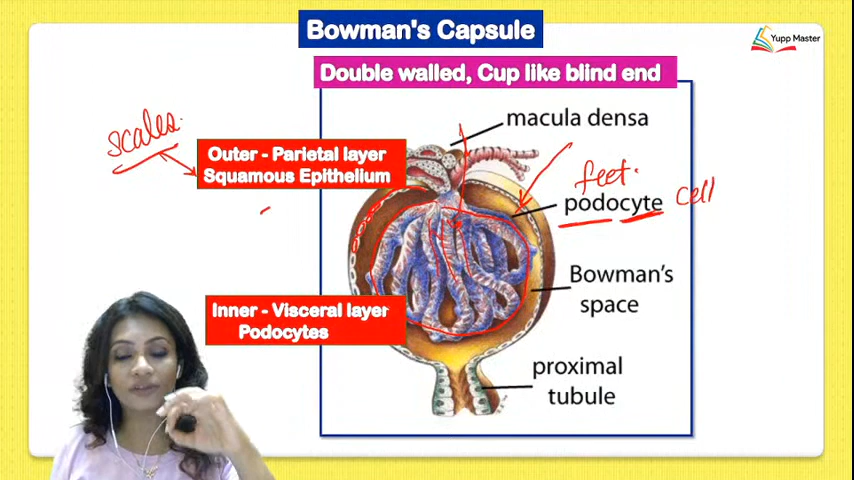 Bowman's Capsule
Yupp Master
Double walled, Cup like blind end
macula densa
scales
Outer - Parietal layer
Squamous Epithelium
feet
podocyte
cell
Bowman's
space
Inner - Visceral layer
Podocytes
proximal
tubule